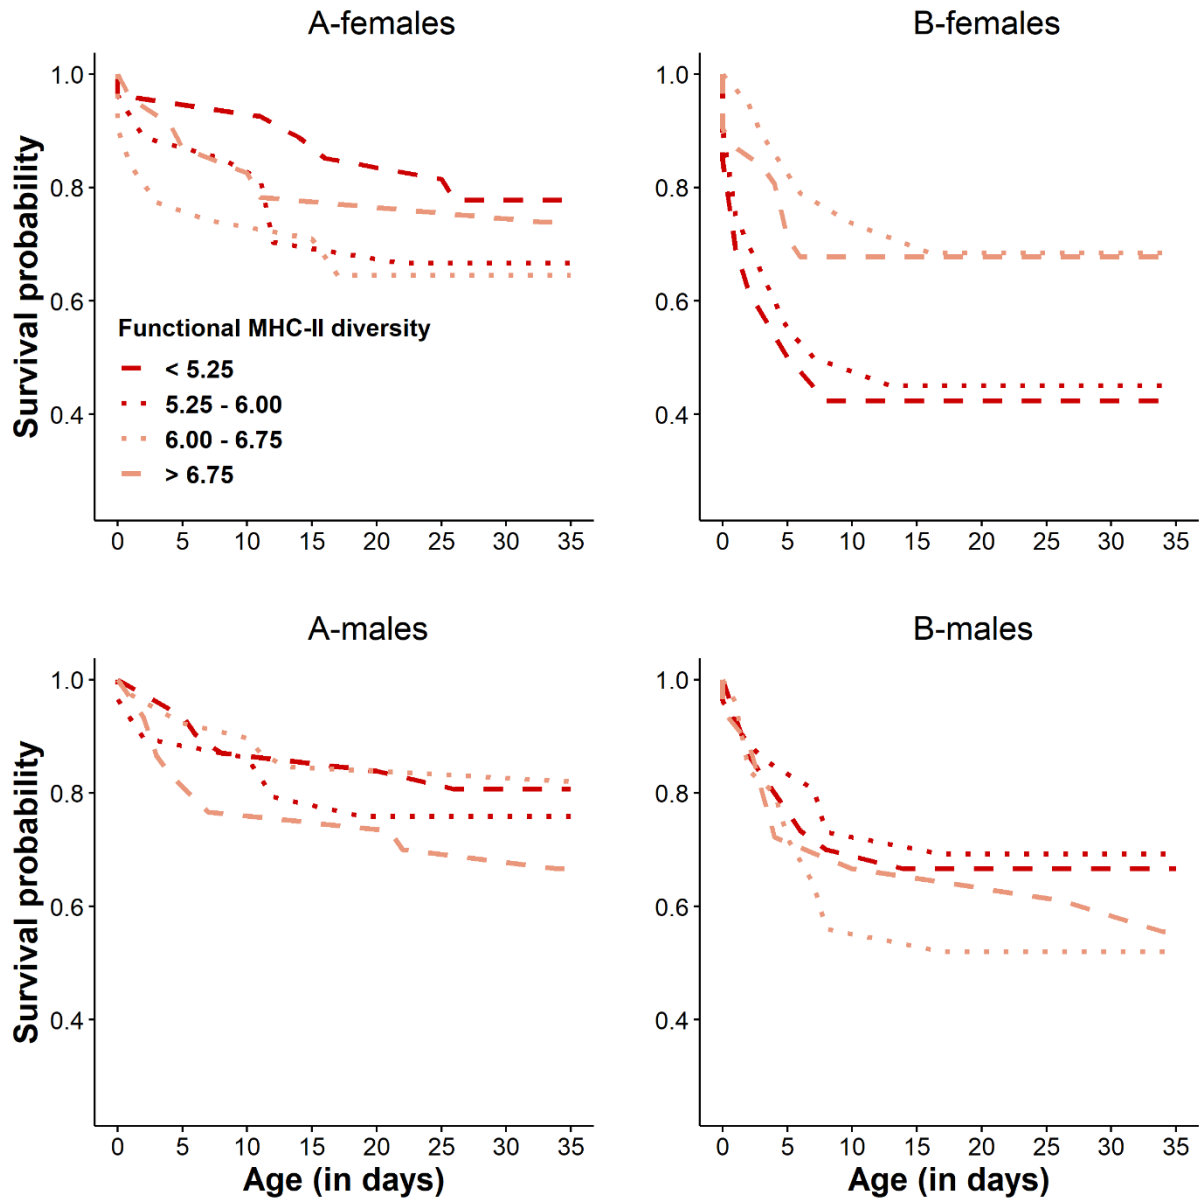 A-females
B-females
Survival probability
1.0
0.8
0.6
0.4
Functional MHC-II diversity
< 5.25
5.25 - 6.00
6.00 - 6.75
> 6.75
0 5 10 15 20 25 30 35
1.0
0.8
0.6
0.4
0 5 10 15 20 25 30 35
A-males
B-males
Survival probability
1.0
0.8
0.6
0.4
0 5 10 15 20 25 30 35
Age (in days)
1.0
0.8
0.6
0.4
0 5 10 15 20 25 30 35
Age (in days)